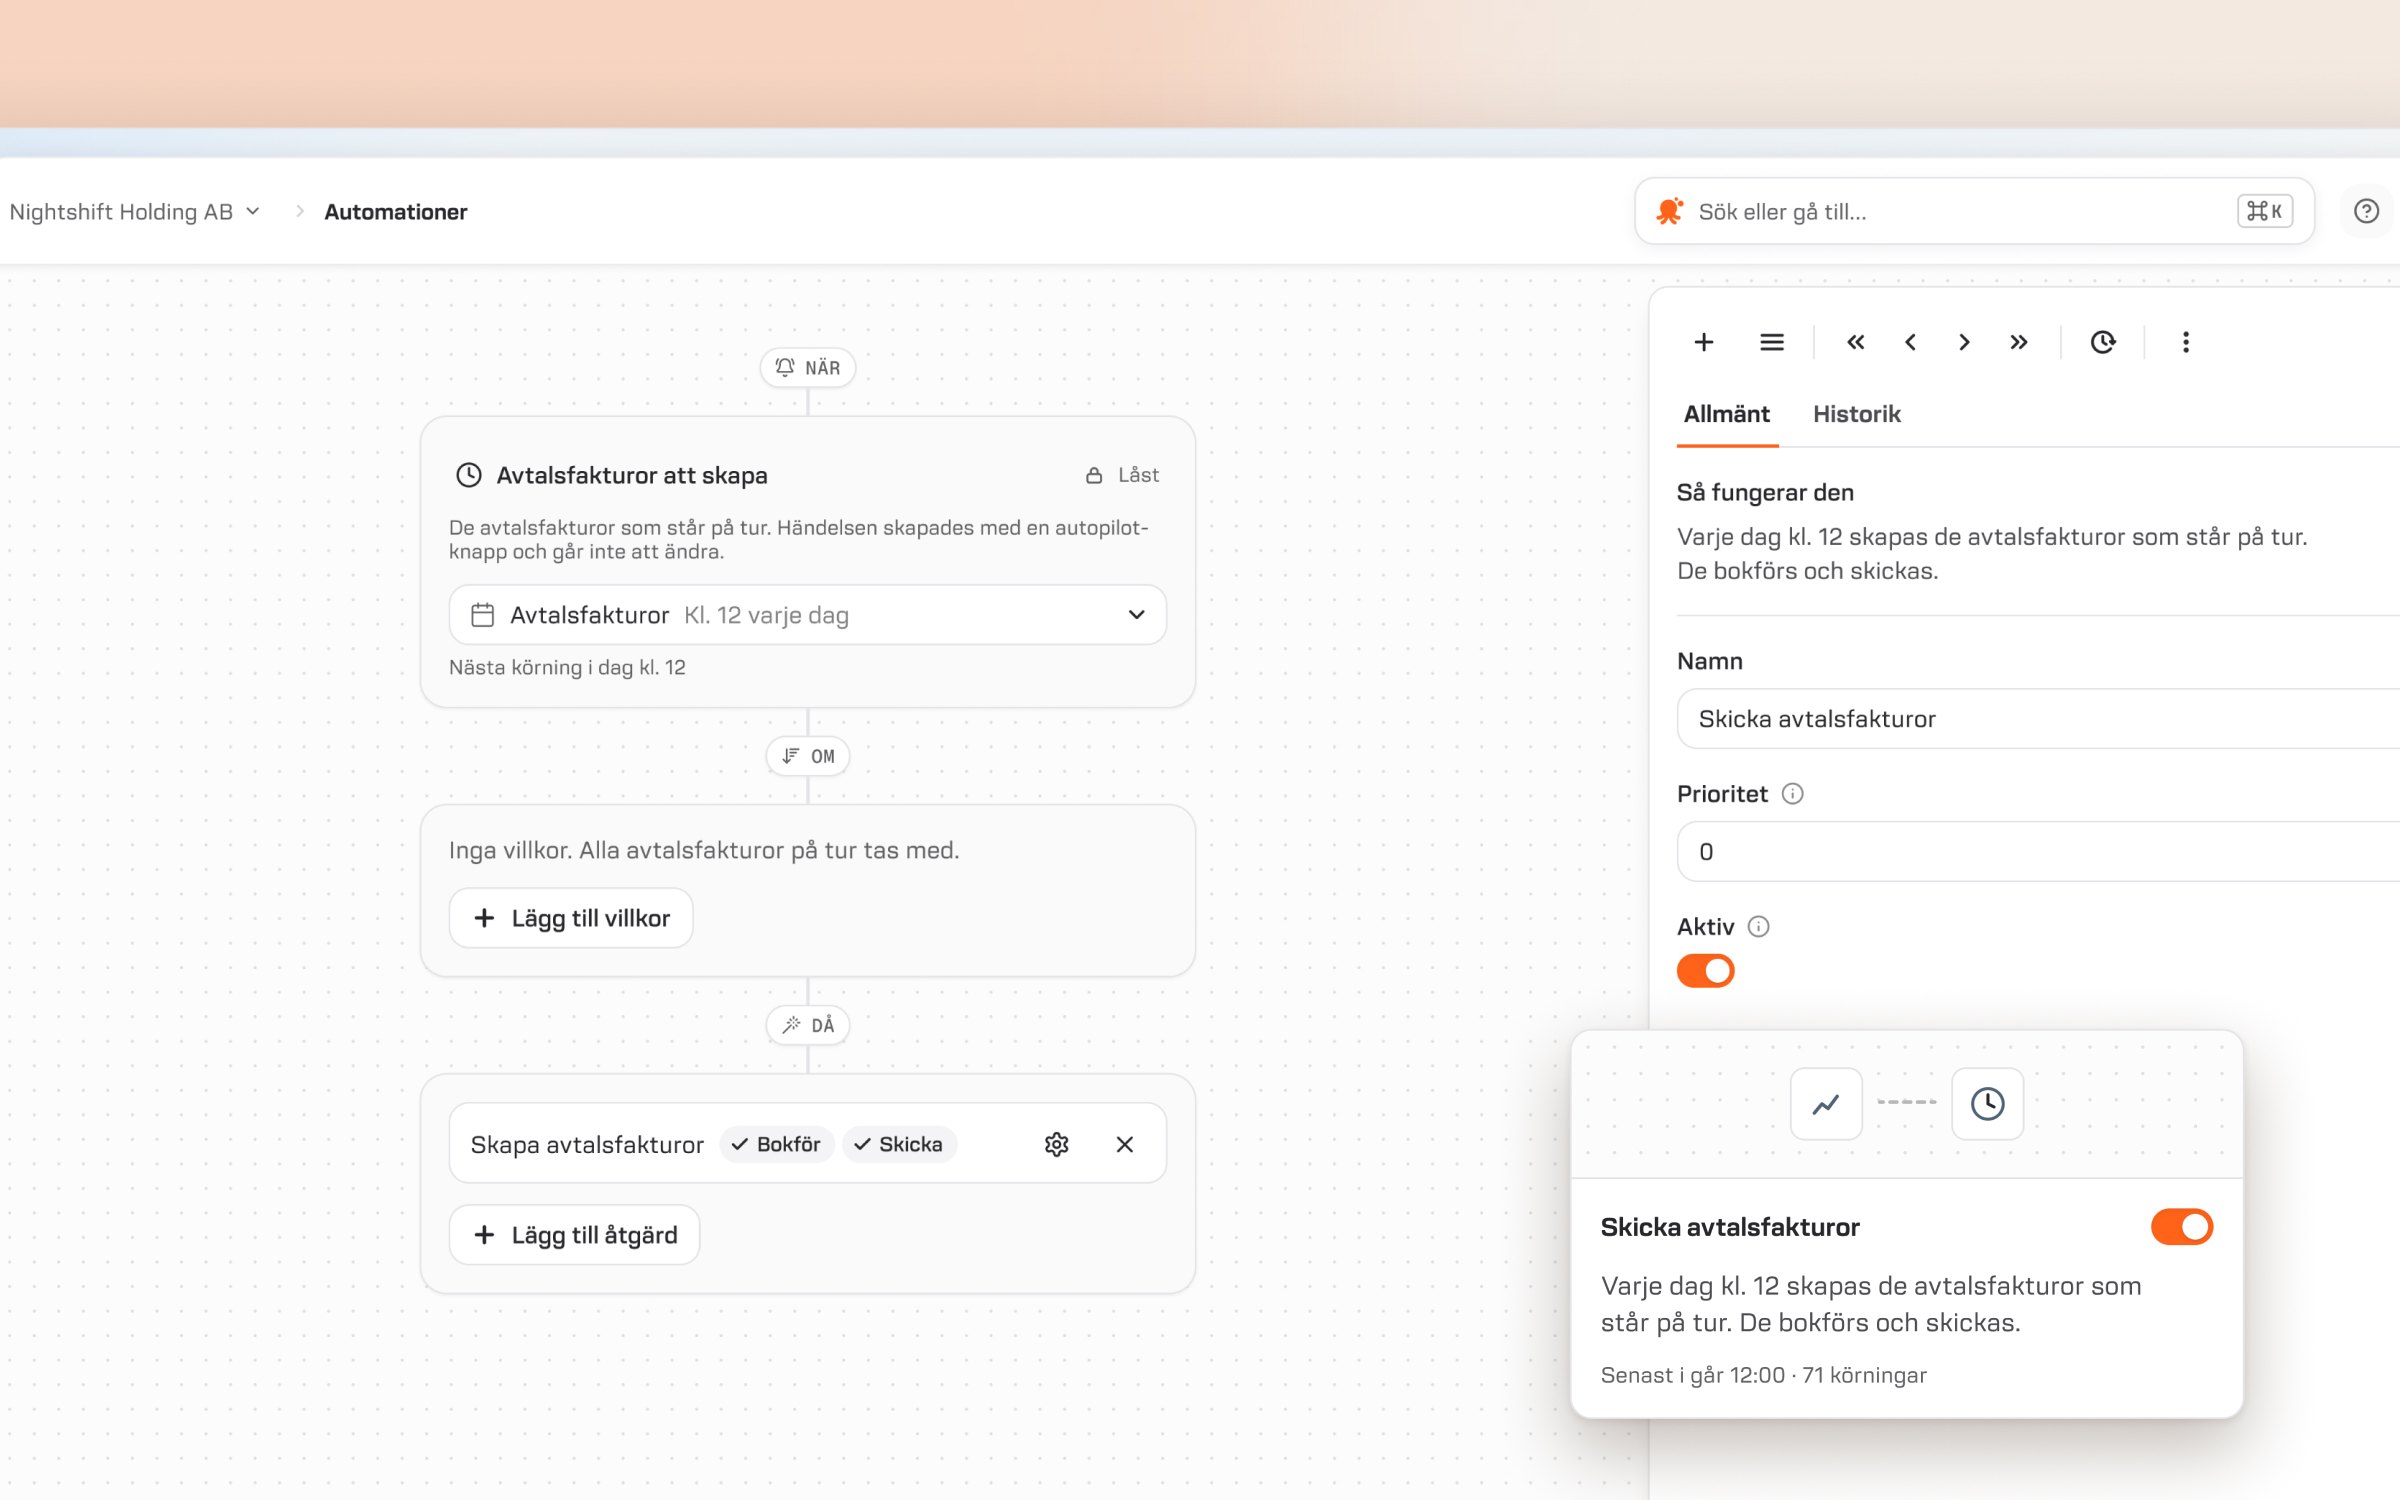 Nightshift Holding AB
Automationer
Sök eller gå till...
⌘K
NÄR
Avtalsfakturor att skapa
Låst
De avtalsfakturor som står på tur. Händelsen skapades med en autopilot-
knapp och går inte att ändra.
Avtalsfakturor Kl. 12 varje dag
Nästa körning i dag kl. 12
OM
Inga villkor. Alla avtalsfakturor på tur tas med.
Lägg till villkor
DÅ
Skapa avtalsfakturor Bokför Skicka
Lägg till åtgärd
Allmänt Historik
Så fungerar den
Varje dag kl. 12 skapas de avtalsfakturor som står på tur.
De bokförs och skickas.
Namn
Skicka avtalsfakturor
Prioritet
0
Aktiv
Skicka avtalsfakturor
Varje dag kl. 12 skapas de avtalsfakturor som
står på tur. De bokförs och skickas.
Senast i går 12:00 · 71 körningar